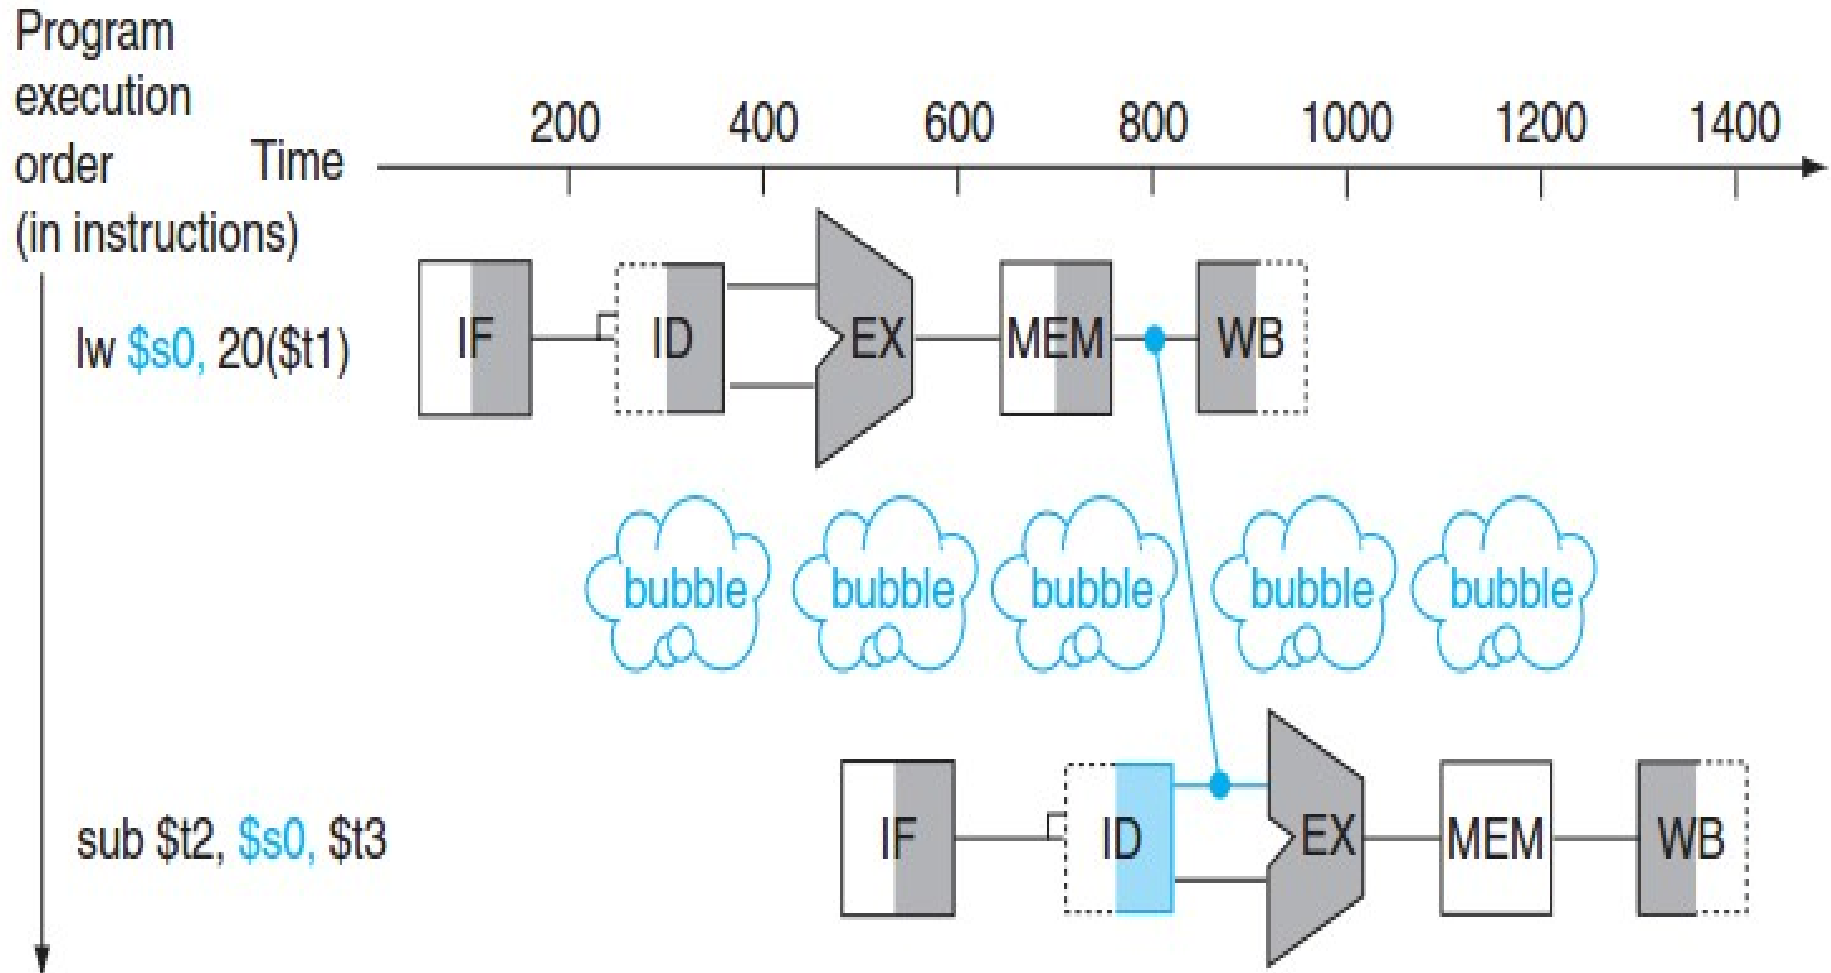 Program
execution
order
(in instructions)
Time
200 400 600 800 1000 1200 1400
lw $s0, 20($t1)
IF ID EX MEM WB
bubble bubble bubble bubble bubble
sub $t2, $s0, $t3
IF ID EX MEM WB